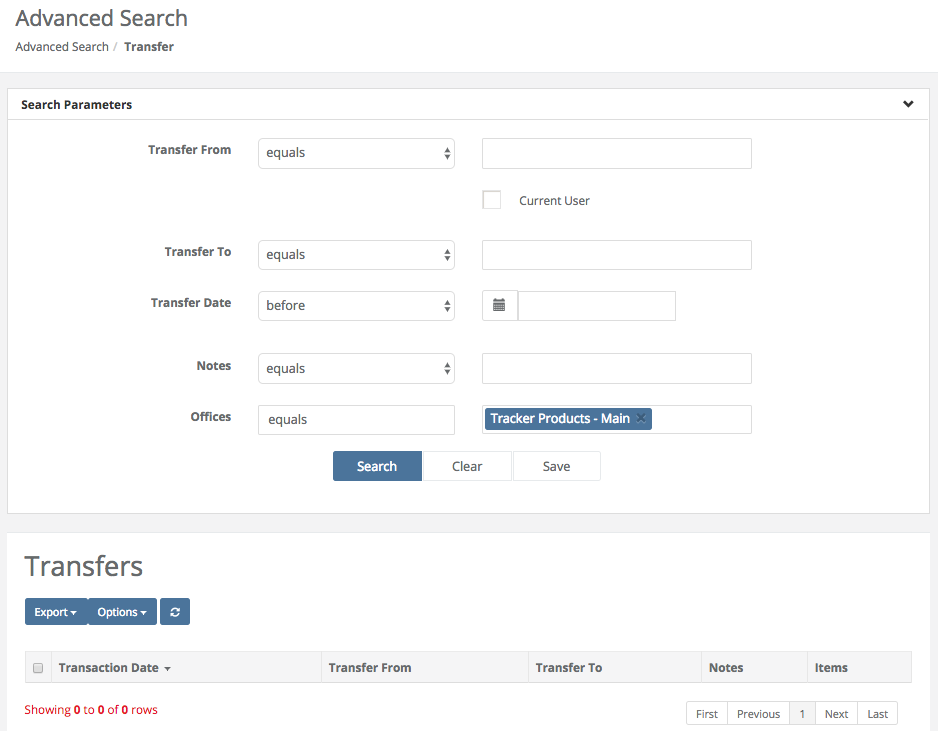 Advanced Search
Advanced Search / Transfer
Search Parameters
Transfer From equals
Current User
Transfer To equals
Transfer Date before
Notes equals
Offices equals Tracker Products - Main ×
Search Clear Save
Transfers
Export Options
Transaction Date Transfer From Transfer To Notes Items
Showing 0 to 0 of 0 rows First Previous 1 Next Last